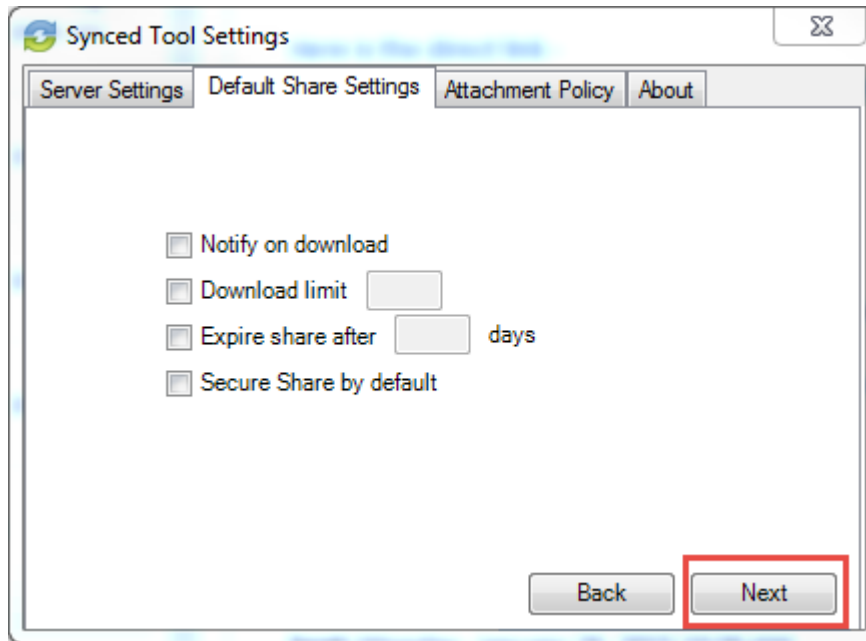 Synced Tool Settings
Server Settings Default Share Settings Attachment Policy About
Notify on download
Download limit
Expire share after days
Secure Share by default
Back Next